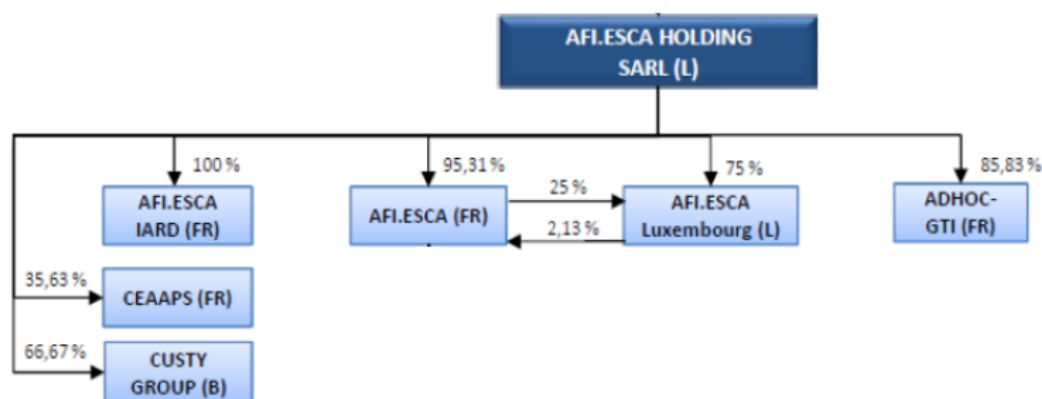 AFI.ESCA HOLDING
SARL (L)
100 %
95,31 %
75 %
85,83 %
AFI.ESCA
IARD (FR)
AFI.ESCA (FR)
25 %
2,13 %
AFI.ESCA
Luxembourg (L)
ADHOC-
GTI (FR)
35,63 %
CEAAPS (FR)
66,67 %
CUSTY
GROUP (B)